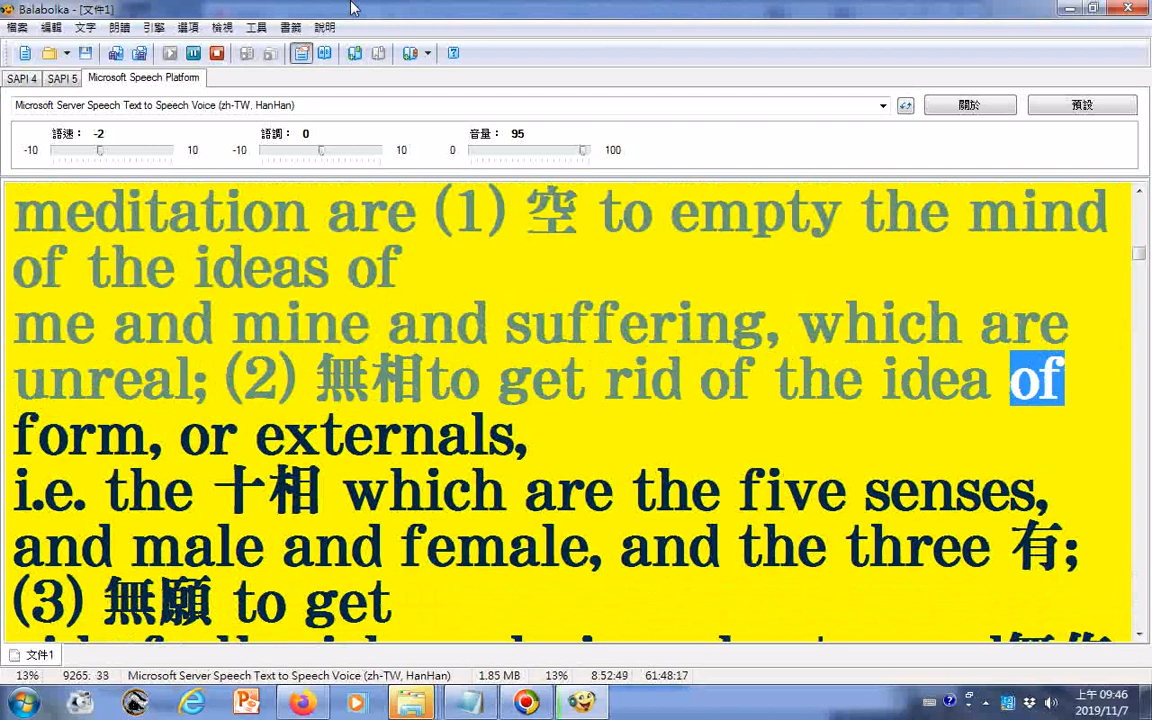 Balabolka - [文件1]
檔案 編輯 文字 朗讀 引擎 選項 檢視 工具 書籤 說明
SAPI 4 SAPI 5 Microsoft Speech Platform
Microsoft Server Speech Text to Speech Voice (zh-TW, HanHan) 關於 預設
語速： -2 語調： 0 音量： 95
-10 10 -10 10 0 100
meditation are (1) 空 to empty the mind
of the ideas of
me and mine and suffering, which are
unreal; (2) 無相to get rid of the idea of
form, or externals,
i.e. the 十相 which are the five senses,
and male and female, and the three 有;
(3) 無願 to get
文件1
13% 9265: 33 Microsoft Server Speech Text to Speech Voice (zh-TW, HanHan) 1.85 MB 13% 8:52:49 61:48:17
上午 09:46
2019/11/7